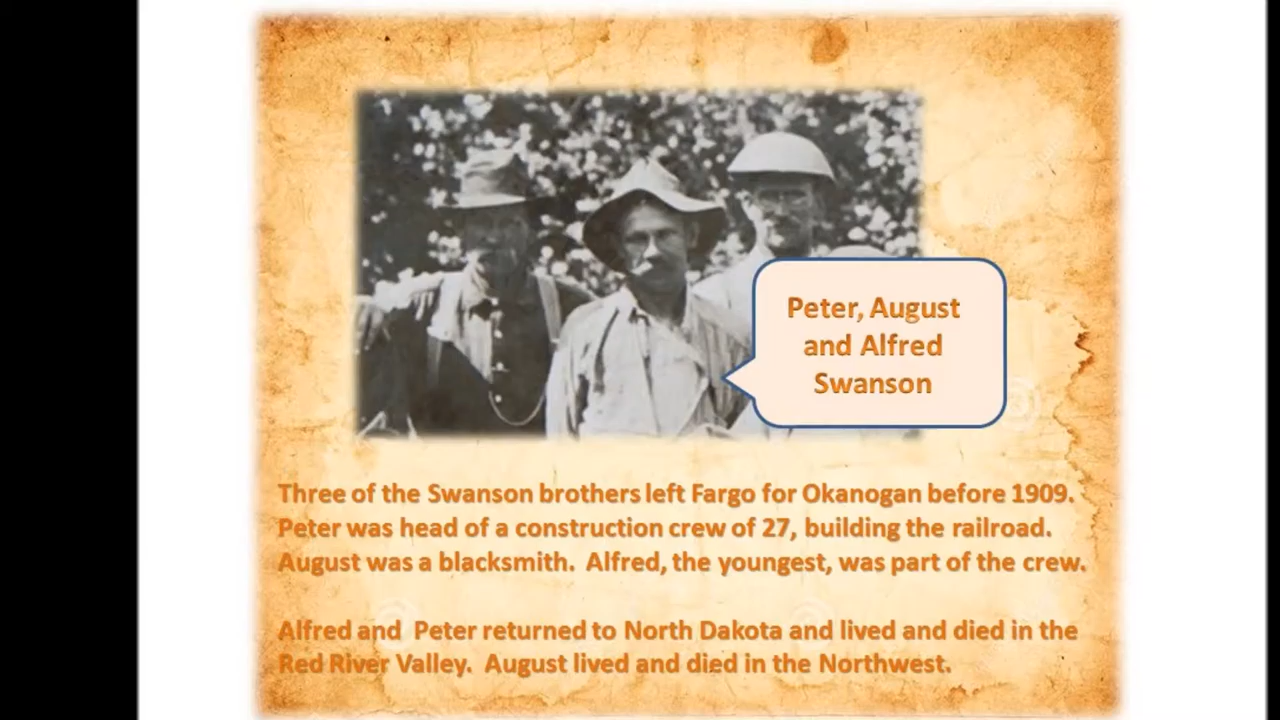 Peter, August
and Alfred
Swanson
Three of the Swanson brothers left Fargo for Okanogan before 1909.
Peter was head of a construction crew of 27, building the railroad.
August was a blacksmith.  Alfred, the youngest, was part of the crew.
Alfred and  Peter returned to North Dakota and lived and died in the
Red River Valley.  August lived and died in the Northwest.